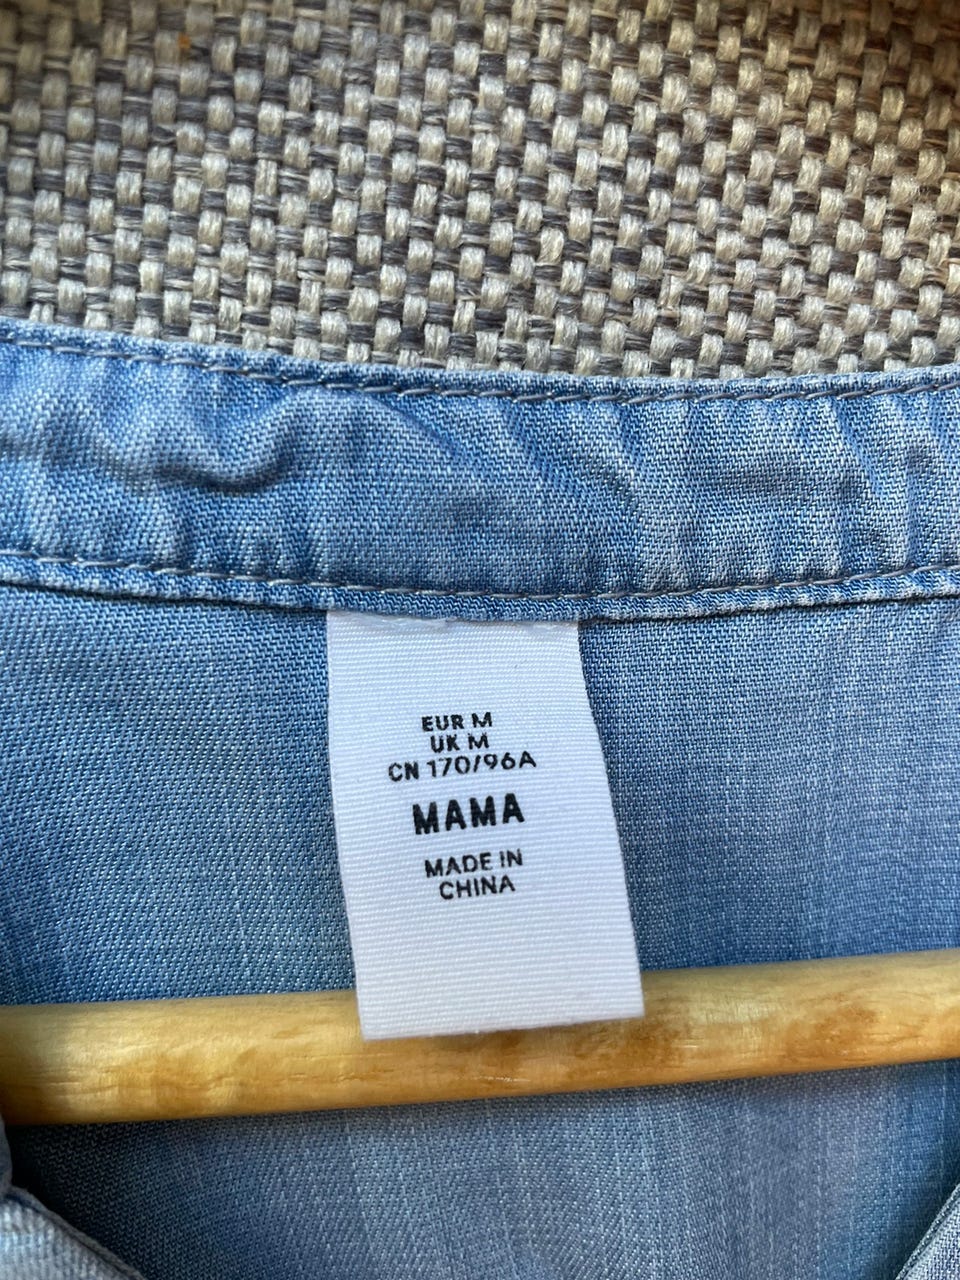 EUR M
UK M
CN 170/96A
MAMA
MADE IN
CHINA